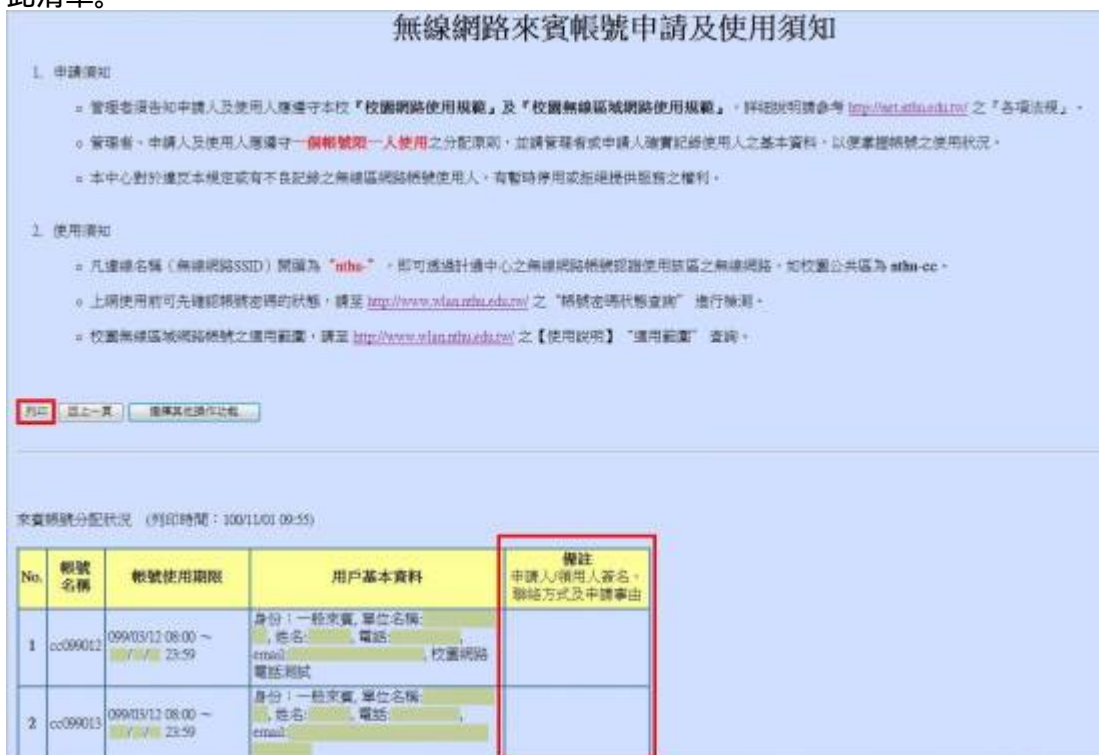 此清單。
無線網路來賓帳號申請及使用須知
1. 申請須知
管理者須告知申請人及使用人應遵守本校『校園網路使用規範』及『校園無線區域網路使用規範』，詳細說明請參考 http://net.nthu.edu.tw/ 之『各項法規』。
管理者、申請人及使用人應遵守一個帳號限一人使用之分配原則，並請管理者或申請人確實記錄使用人之基本資料，以便掌握帳號之使用狀況。
本中心對於違反本規定或有不良記錄之無線區網路帳號使用人，有暫時停用或拒絕提供服務之權利。
2. 使用須知
凡連線名稱（無線網路SSID）開頭為 "nthu-"，即可透過計通中心之無線網路帳號認證使用該區之無線網路，如校園公共區為 nthu-cc。
上網使用前可先確認帳號密碼的狀態，請至 http://www.wlan.nthu.edu.tw/ 之 "帳號密碼狀態查詢" 進行檢測。
校園無線區域網路帳號之適用範圍，請至 http://www.wlan.nthu.edu.tw/ 之【使用說明】 "適用範圍" 查詢。
列印 回上一頁 選擇其他操作功能
來賓帳號分配狀況 (列印時間：100/11/01 09:55)
No. 帳號名稱 帳號使用期限 用戶基本資料 備註 申請人/領用人簽名、聯絡方式及申請事由
1 cc099012 099/03/12 08:00 ~ / / 23:59 身份：一般來賓, 單位名稱: , 姓名: , 電話: , email: , 校園網路電話測試
2 cc099013 099/03/12 08:00 ~ / / 23:59 身份：一般來賓, 單位名稱: , 姓名: , 電話: , email: